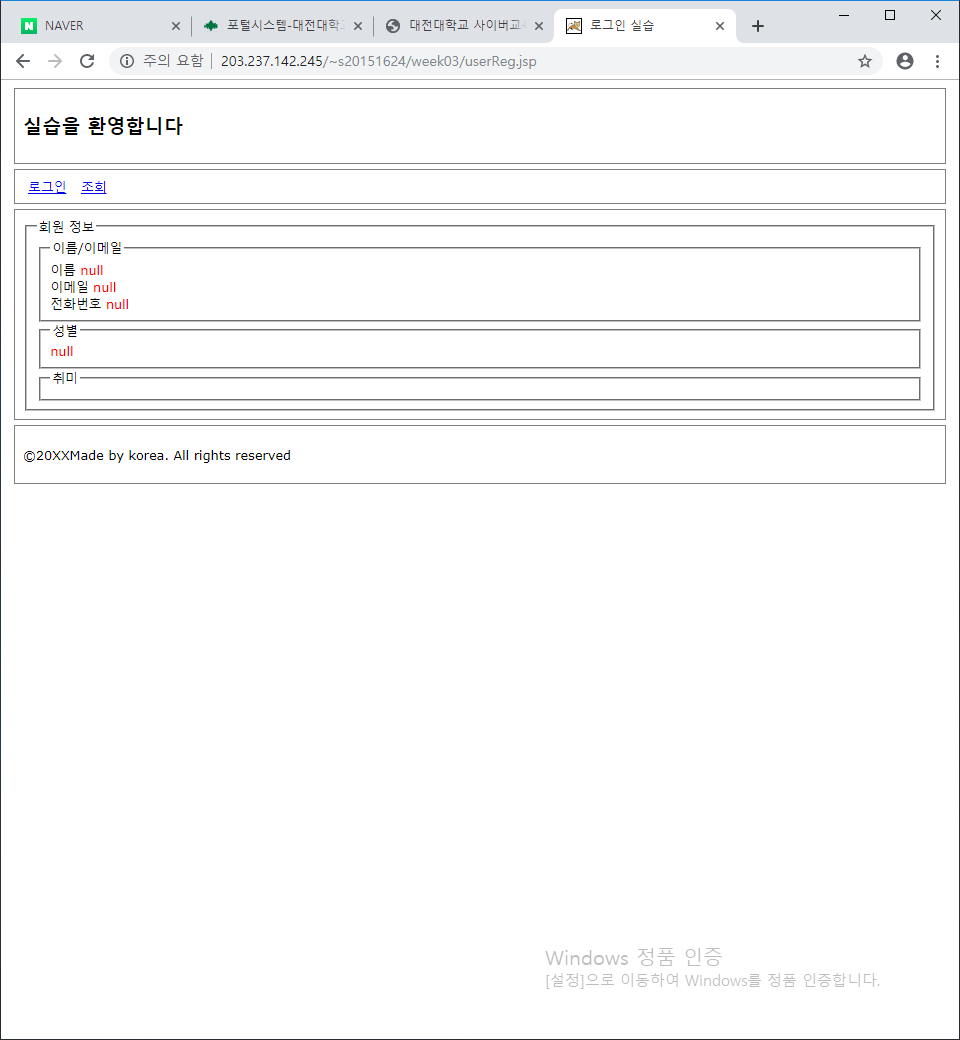 NAVER
포털시스템-대전대학교
대전대학교 사이버교육
로그인 실습
주의 요함 | 203.237.142.245/~s20151624/week03/userReg.jsp
실습을 환영합니다
로그인 조회
회원 정보
이름/이메일
이름 null
이메일 null
전화번호 null
성별
null
취미
©20XXMade by korea. All rights reserved
Windows 정품 인증
[설정]으로 이동하여 Windows를 정품 인증합니다.